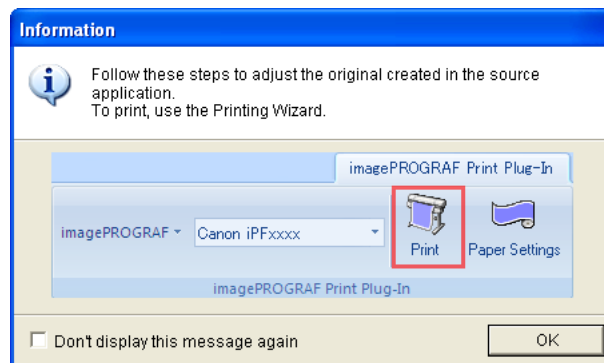 Information
Follow these steps to adjust the original created in the source
application.
To print, use the Printing Wizard.
imagePROGRAF Print Plug-In
imagePROGRAF
Canon iPFxxxx
Print
Paper Settings
imagePROGRAF Print Plug-In
Don't display this message again
OK